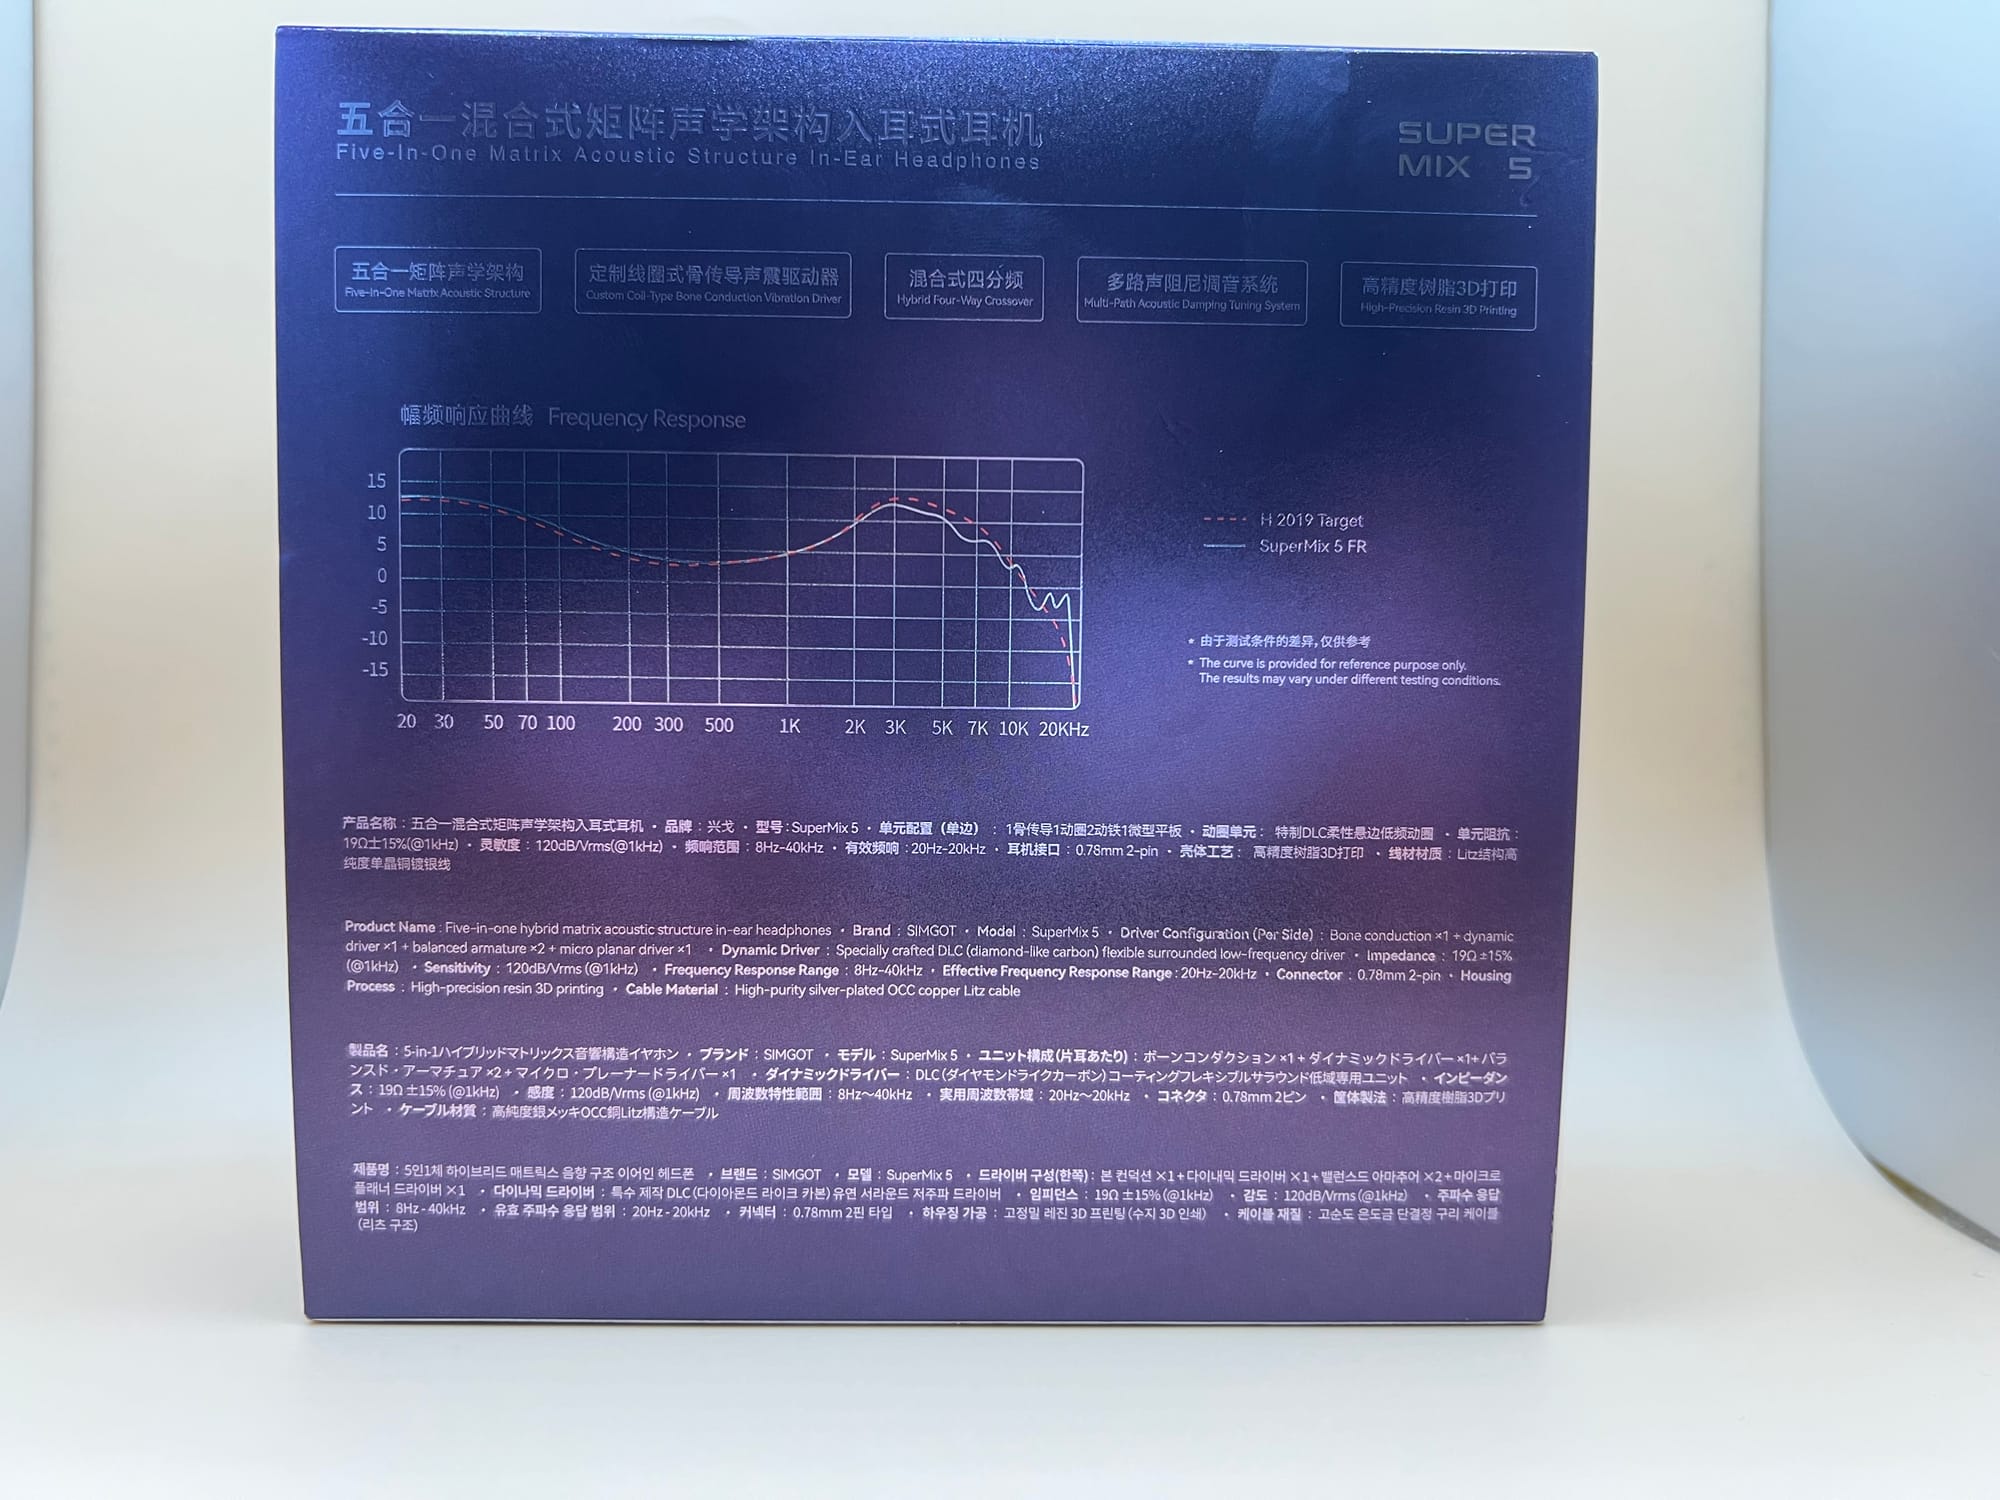 五合一混合式矩阵声学架构入耳式耳机
Five-In-One Matrix Acoustic Structure In-Ear Headphones
SUPER
MIX 5
五合一矩阵声学架构
Five-In-One Matrix Acoustic Structure
定制线圈式骨传导声震驱动器
Custom Coil-Type Bone Conduction Vibration Driver
混合式四分频
Hybrid Four-Way Crossover
多路声阻尼调音系统
Multi-Path Acoustic Damping Tuning System
高精度树脂3D打印
High-Precision Resin 3D Printing
幅频响应曲线 Frequency Response
15
10
5
0
-5
-10
-15
20 30 50 70 100 200 300 500 1K 2K 3K 5K 7K 10K 20KHz
H 2019 Target
SuperMix 5 FR
* 由于测试条件的差异,仅供参考
* The curve is provided for reference purpose only.
The results may vary under different testing conditions.
产品名称：五合一混合式矩阵声学架构入耳式耳机 · 品牌：兴戈 · 型号：SuperMix 5 · 单元配置（单边）：1骨传导1动圈2动铁1微型平板 · 动圈单元：特制DLC柔性悬边低频动圈 · 单元阻抗：
19Ω±15%(@1kHz) · 灵敏度：120dB/Vrms(@1kHz) · 频响范围：8Hz-40kHz · 有效频响：20Hz-20kHz · 耳机接口：0.78mm 2-pin · 壳体工艺：高精度树脂3D打印 · 线材材质：Litz结构高
纯度单晶铜镀银线
Product Name : Five-in-one hybrid matrix acoustic structure in-ear headphones · Brand : SIMGOT · Model : SuperMix 5 · Driver Configuration (Per Side) : Bone conduction ×1 + dynamic
driver ×1 + balanced armature ×2 + micro planar driver ×1 · Dynamic Driver : Specially crafted DLC (diamond-like carbon) flexible surrounded low-frequency driver · Impedance : 19Ω ±15%
(@1kHz) · Sensitivity : 120dB/Vrms (@1kHz) · Frequency Response Range : 8Hz-40kHz · Effective Frequency Response Range : 20Hz-20kHz · Connector : 0.78mm 2-pin · Housing
Process : High-precision resin 3D printing · Cable Material : High-purity silver-plated OCC copper Litz cable
製品名：5-in-1ハイブリッドマトリックス音響構造イヤホン · ブランド：SIMGOT · モデル：SuperMix 5 · ユニット構成(片耳あたり)：ボーンコンダクション ×1 + ダイナミックドライバー ×1+ バラ
ンスド・アーマチュア ×2 + マイクロ・プレーナードライバー ×1 · ダイナミックドライバー：DLC(ダイヤモンドライクカーボン)コーティングフレキシブルサラウンド低域専用ユニット · インピーダン
ス：19Ω ±15% (@1kHz) · 感度：120dB/Vrms (@1kHz) · 周波数特性範囲：8Hz～40kHz · 実用周波数帯域：20Hz～20kHz · コネクタ：0.78mm 2ピン · 筐体製法：高精度樹脂3Dプリ
ント · ケーブル材質：高純度銀メッキOCC銅Litz構造ケーブル
제품명 : 5인1체 하이브리드 매트릭스 음향 구조 이어인 헤드폰 · 브랜드 : SIMGOT · 모델 : SuperMix 5 · 드라이버 구성(한쪽) : 본 컨덕션 ×1 + 다이내믹 드라이버 ×1 + 밸런스드 아마추어 ×2 + 마이크로
플래너 드라이버 ×1 · 다이나믹 드라이버 : 특수 제작 DLC (다이아몬드 라이크 카본) 유연 서라운드 저주파 드라이버 · 임피던스 : 19Ω ±15% (@1kHz) · 감도 : 120dB/Vrms (@1kHz) · 주파수 응답
범위 : 8Hz - 40kHz · 유효 주파수 응답 범위 : 20Hz - 20kHz · 커넥터 : 0.78mm 2핀 타입 · 하우징 가공 : 고정밀 레진 3D 프린팅 (수지 3D 인쇄) · 케이블 재질 : 고순도 은도금 단결정 구리 케이블
(리츠 구조)